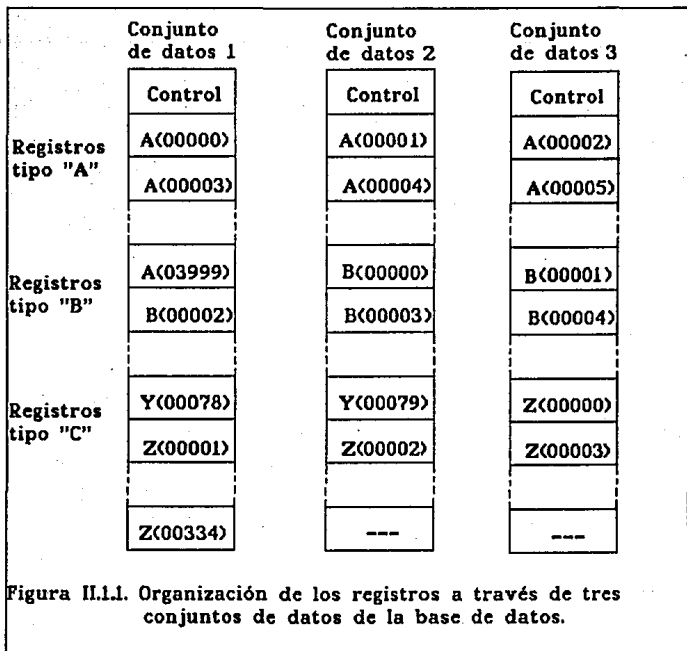 Conjunto de datos 1
Conjunto de datos 2
Conjunto de datos 3
Control
Control
Control
Registros tipo "A"
A(00000)
A(00001)
A(00002)
A(00003)
A(00004)
A(00005)
Registros tipo "B"
A(03999)
B(00000)
B(00001)
B(00002)
B(00003)
B(00004)
Registros tipo "C"
Y(00078)
Y(00079)
Z(00000)
Z(00001)
Z(00002)
Z(00003)
Z(00334)
---
---
Figura II.1.1. Organización de los registros a través de tres
conjuntos de datos de la base de datos.